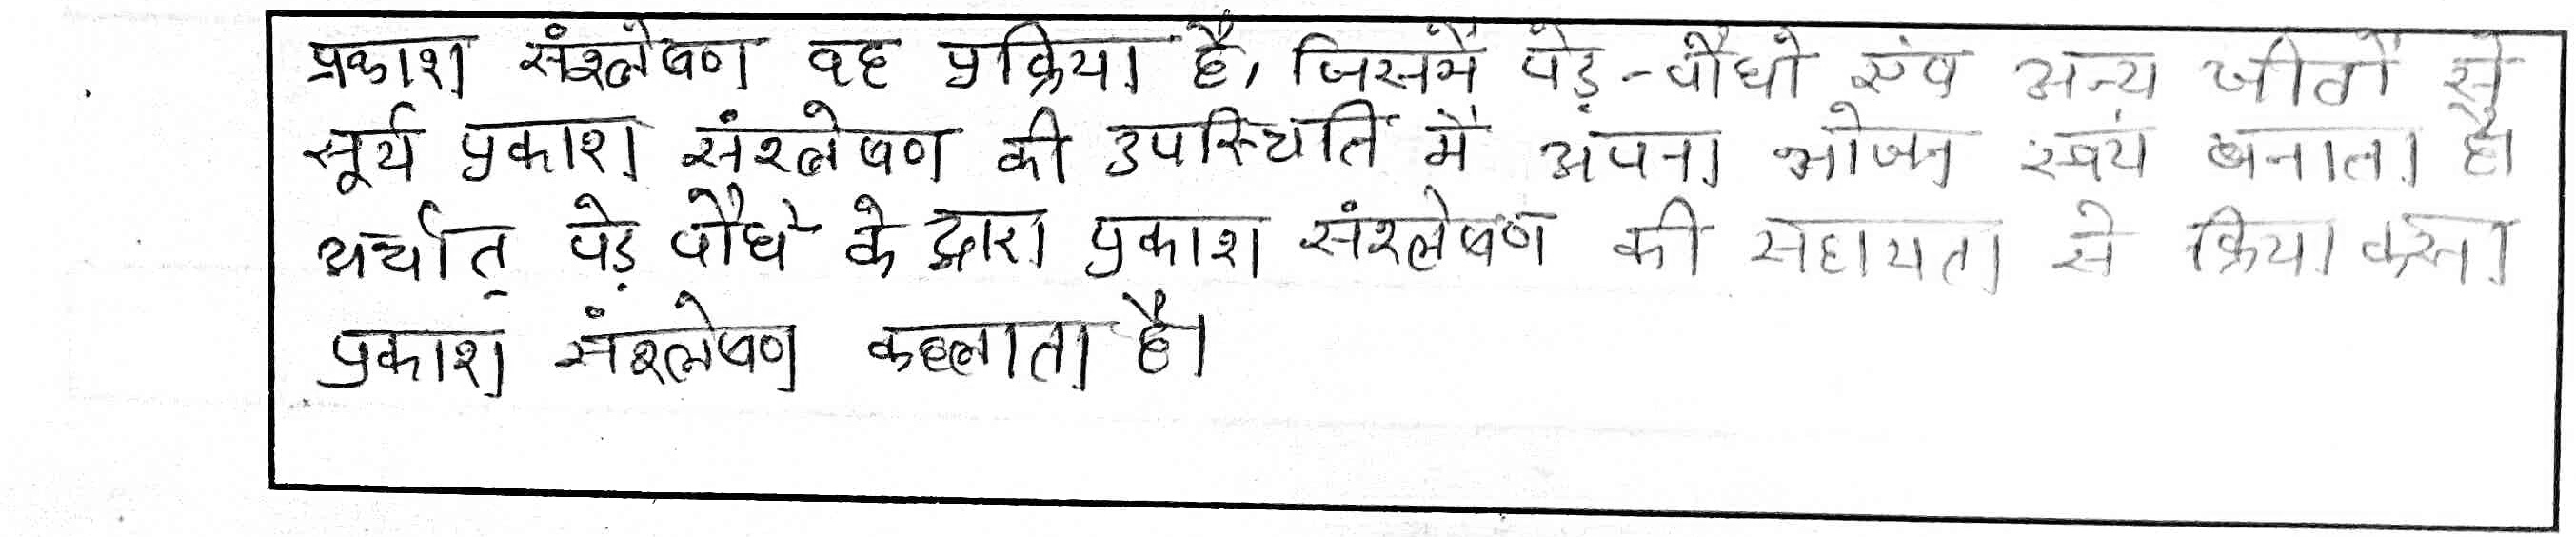 प्रकाश संश्लेषण वह प्रक्रिया है, जिसमें पेड़-पौधो एंव अन्य जीवों से
सूर्य प्रकाश संश्लेषण की उपस्थिति में अपना भोजन स्वयं बनाता है।
अर्थात् पेड़ पौधे के द्वारा प्रकाश संश्लेषण की सहायता से क्रिया करना
प्रकाश संश्लेषण कहलाता है।